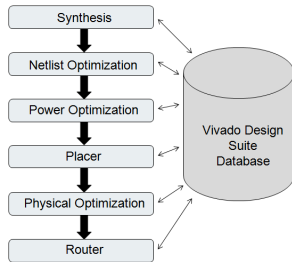 Synthesis
Netlist Optimization
Power Optimization
Placer
Physical Optimization
Router
Vivado Design
Suite
Database